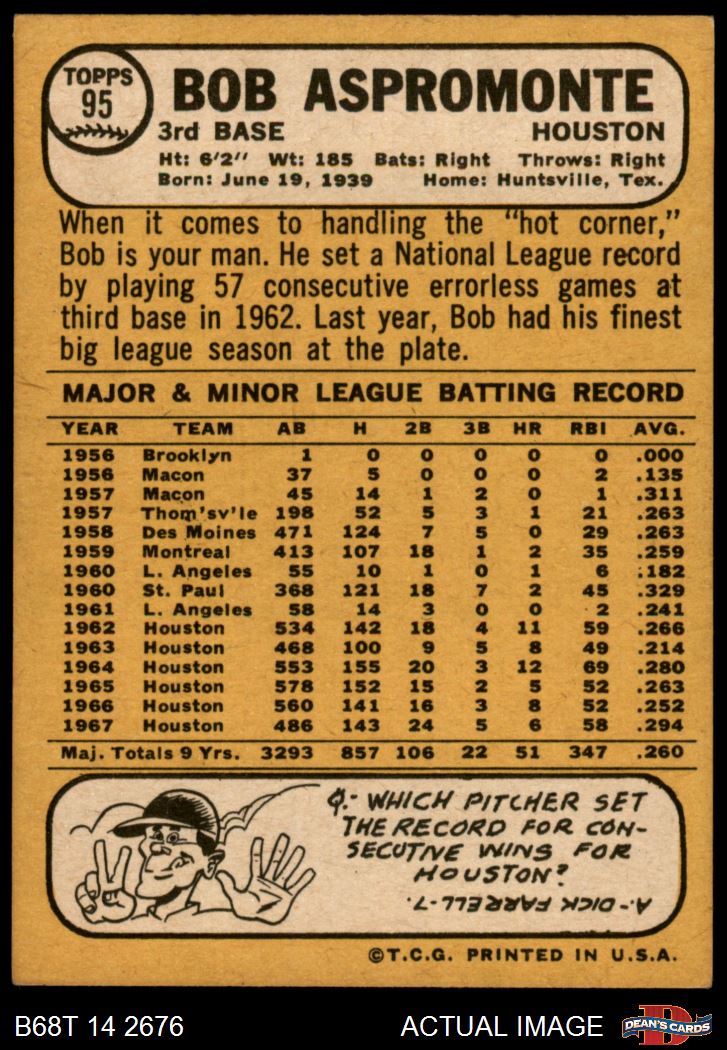 TOPPS
95
BOB ASPROMONTE
3rd BASE HOUSTON
Ht: 6'2'' Wt: 185 Bats: Right Throws: Right
Born: June 19, 1939 Home: Huntsville, Tex.
When it comes to handling the "hot corner,"
Bob is your man. He set a National League record
by playing 57 consecutive errorless games at
third base in 1962. Last year, Bob had his finest
big league season at the plate.
MAJOR & MINOR LEAGUE BATTING RECORD
YEAR TEAM AB H 2B 3B HR RBI AVG.
1956 Brooklyn 1 0 0 0 0 0 .000
1956 Macon 37 5 0 0 0 2 .135
1957 Macon 45 14 1 2 0 1 .311
1957 Thom'sv'le 198 52 5 3 1 21 .263
1958 Des Moines 471 124 7 5 0 29 .263
1959 Montreal 413 107 18 1 2 35 .259
1960 L. Angeles 55 10 1 0 1 6 .182
1960 St. Paul 368 121 18 7 2 45 .329
1961 L. Angeles 58 14 3 0 0 2 .241
1962 Houston 534 142 18 4 11 59 .266
1963 Houston 468 100 9 5 8 49 .214
1964 Houston 553 155 20 3 12 69 .280
1965 Houston 578 152 15 2 5 52 .263
1966 Houston 560 141 16 3 8 52 .252
1967 Houston 486 143 24 5 6 58 .294
Maj. Totals 9 Yrs. 3293 857 106 22 51 347 .260
Q.- WHICH PITCHER SET
THE RECORD FOR CON-
SECUTIVE WINS FOR
HOUSTON?
A.- DICK FARRELL-7.
©T.C.G. PRINTED IN U.S.A.
B68T 14 2676 ACTUAL IMAGE
D
DEAN'S CARDS